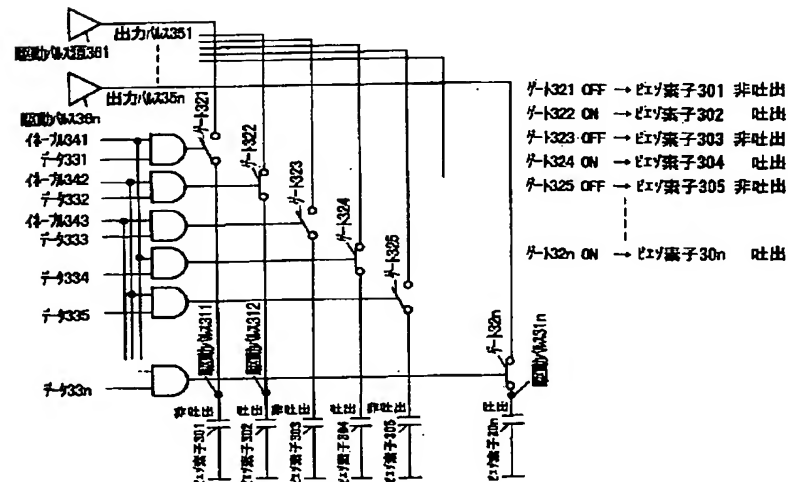 駆動パルス源361
出力パルス351
駆動パルス源36n
出力パルス35n
イネーブル341
データ331
イネーブル342
データ332
イネーブル343
データ333
データ334
データ335
データ33n
ゲート321
ゲート322
ゲート323
ゲート324
ゲート325
ゲート32n
駆動パルス311
駆動パルス312
駆動パルス31n
非吐出
吐出
非吐出
吐出
非吐出
吐出
ピエゾ素子301
ピエゾ素子302
ピエゾ素子303
ピエゾ素子304
ピエゾ素子305
ピエゾ素子30n
ゲート321 OFF → ピエゾ素子301 非吐出
ゲート322 ON → ピエゾ素子302 吐出
ゲート323 OFF → ピエゾ素子303 非吐出
ゲート324 ON → ピエゾ素子304 吐出
ゲート325 OFF → ピエゾ素子305 非吐出
ゲート32n ON → ピエゾ素子30n 吐出